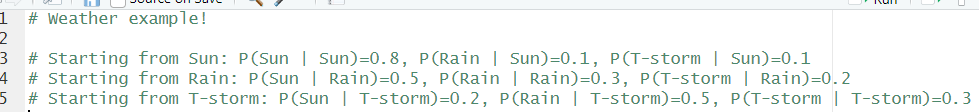 Source on Save
Run
1 # Weather example!
2
3 # Starting from Sun: P(Sun | Sun)=0.8, P(Rain | Sun)=0.1, P(T-storm | Sun)=0.1
4 # Starting from Rain: P(Sun | Rain)=0.5, P(Rain | Rain)=0.3, P(T-storm | Rain)=0.2
5 # Starting from T-storm: P(Sun | T-storm)=0.2, P(Rain | T-storm)=0.5, P(T-storm | T-storm)=0.3